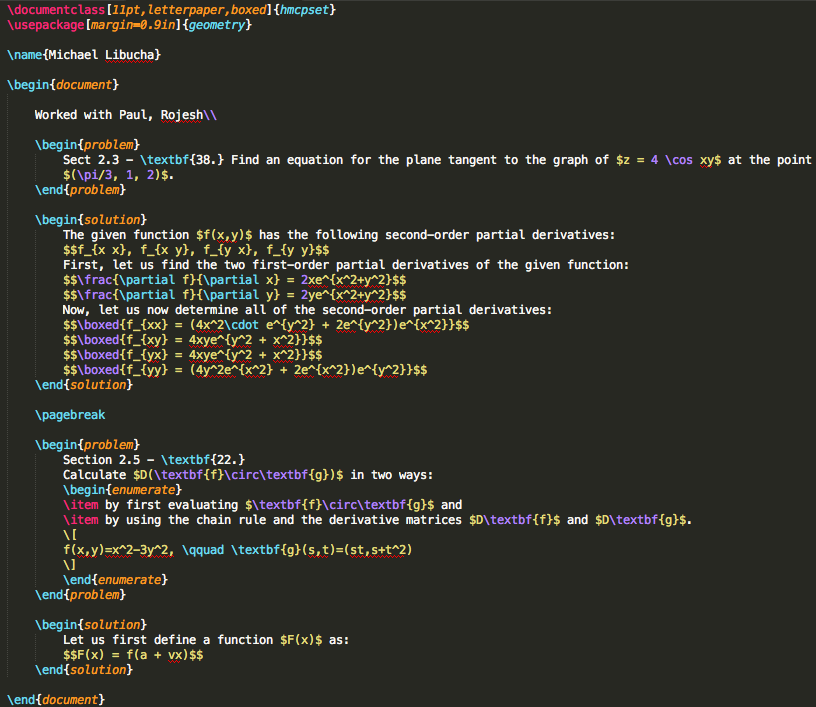 \documentclass[11pt,letterpaper,boxed]{hmcpset}
\usepackage[margin=0.9in]{geometry}
\name{Michael Libucha}
\begin{document}
Worked with Paul, Rojesh\\
\begin{problem}
Sect 2.3 - \textbf{38.} Find an equation for the plane tangent to the graph of $z = 4 \cos xy$ at the point
$(\pi/3, 1, 2)$.
\end{problem}
\begin{solution}
The given function $f(x,y)$ has the following second-order partial derivatives:
$$f_{x x}, f_{x y}, f_{y x}, f_{y y}$$
First, let us find the two first-order partial derivatives of the given function:
$$\frac{\partial f}{\partial x} = 2xe^{x^2+y^2}$$
$$\frac{\partial f}{\partial y} = 2ye^{x^2+y^2}$$
Now, let us now determine all of the second-order partial derivatives:
$$\boxed{f_{xx} = (4x^2\cdot e^{y^2} + 2e^{y^2})e^{x^2}}$$
$$\boxed{f_{xy} = 4xye^{y^2 + x^2}}$$
$$\boxed{f_{yx} = 4xye^{y^2 + x^2}}$$
$$\boxed{f_{yy} = (4y^2e^{x^2} + 2e^{x^2})e^{y^2}}$$
\end{solution}
\pagebreak
\begin{problem}
Section 2.5 - \textbf{22.}
Calculate $D(\textbf{f}\circ\textbf{g})$ in two ways:
\begin{enumerate}
\item by first evaluating $\textbf{f}\circ\textbf{g}$ and
\item by using the chain rule and the derivative matrices $D\textbf{f}$ and $D\textbf{g}$.
\[
f(x,y)=x^2-3y^2, \qquad \textbf{g}(s,t)=(st,s+t^2)
\]
\end{enumerate}
\end{problem}
\begin{solution}
Let us first define a function $F(x)$ as:
$$F(x) = f(a + vx)$$
\end{solution}
\end{document}